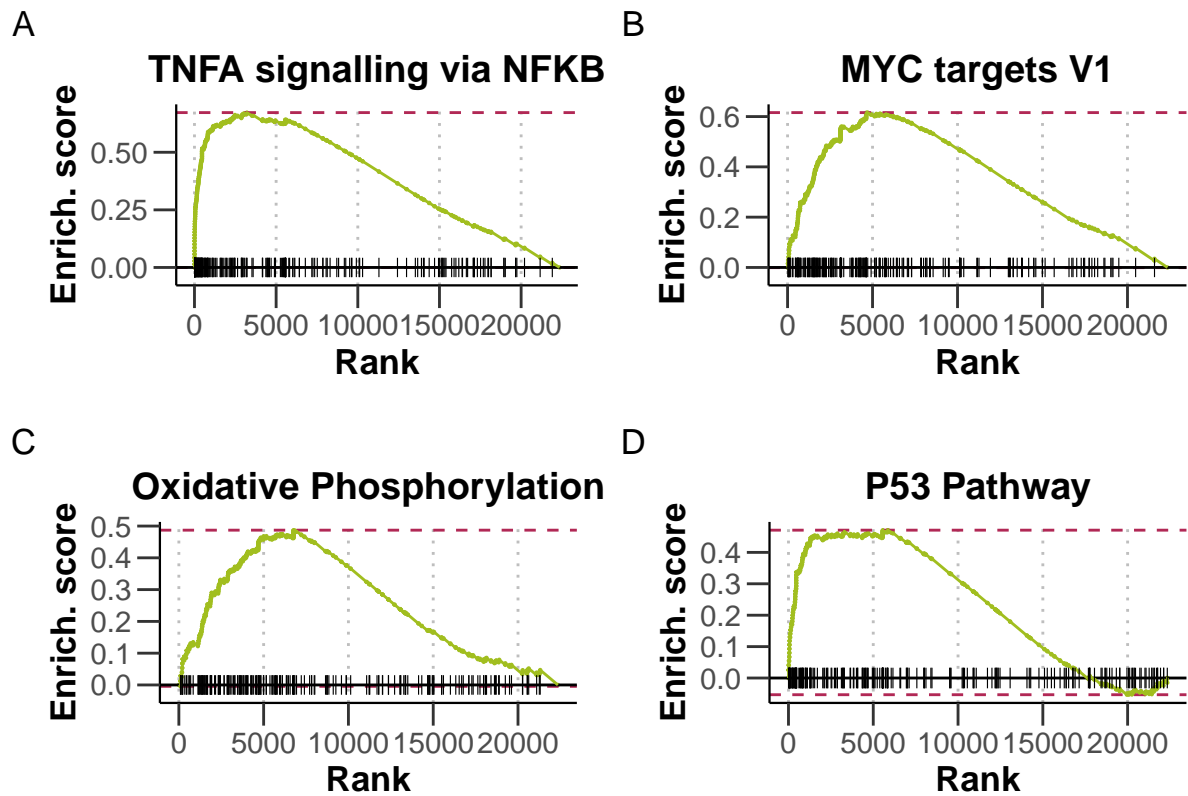 A
TNFA signalling via NFKB
Enrich. score
0.50
0.25
0.00
0 5000 10000 15000 20000
Rank
B
MYC targets V1
Enrich. score
0.6
0.4
0.2
0.0
0 5000 10000 15000 20000
Rank
C
Oxidative Phosphorylation
Enrich. score
0.5
0.4
0.3
0.2
0.1
0.0
0 5000 10000 15000 20000
Rank
D
P53 Pathway
Enrich. score
0.4
0.3
0.2
0.1
0.0
0 5000 10000 15000 20000
Rank